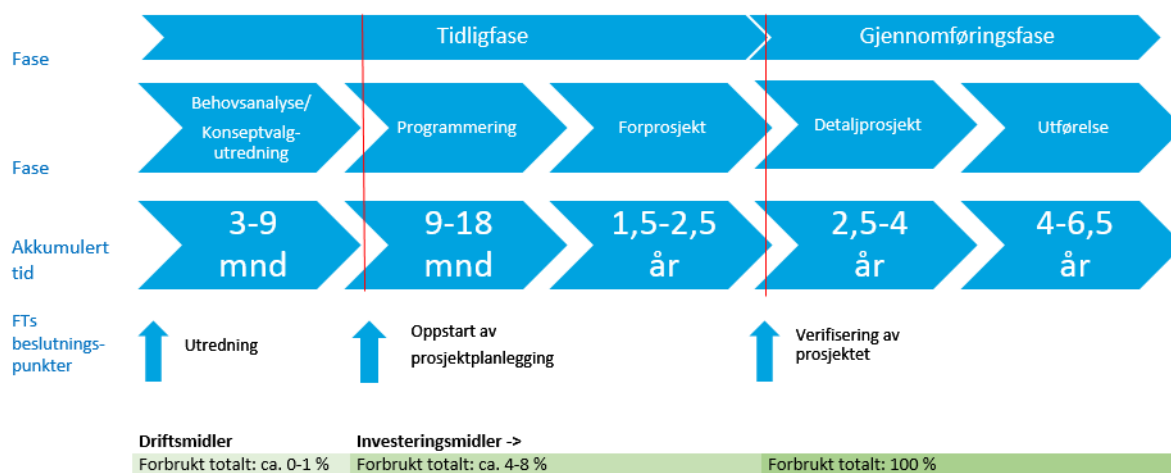 Fase
Tidligfase
Gjennomføringsfase
Fase
Behovsanalyse/
Konseptvalg-
utredning
Programmering
Forprosjekt
Detaljprosjekt
Utførelse
Akkumulert
tid
3-9
mnd
9-18
mnd
1,5-2,5
år
2,5-4
år
4-6,5
år
FTs
beslutnings-
punkter
Utredning
Oppstart av
prosjektplanlegging
Verifisering av
prosjektet
Driftsmidler
Investeringsmidler ->
Forbrukt totalt: ca. 0-1 %
Forbrukt totalt: ca. 4-8 %
Forbrukt totalt: 100 %